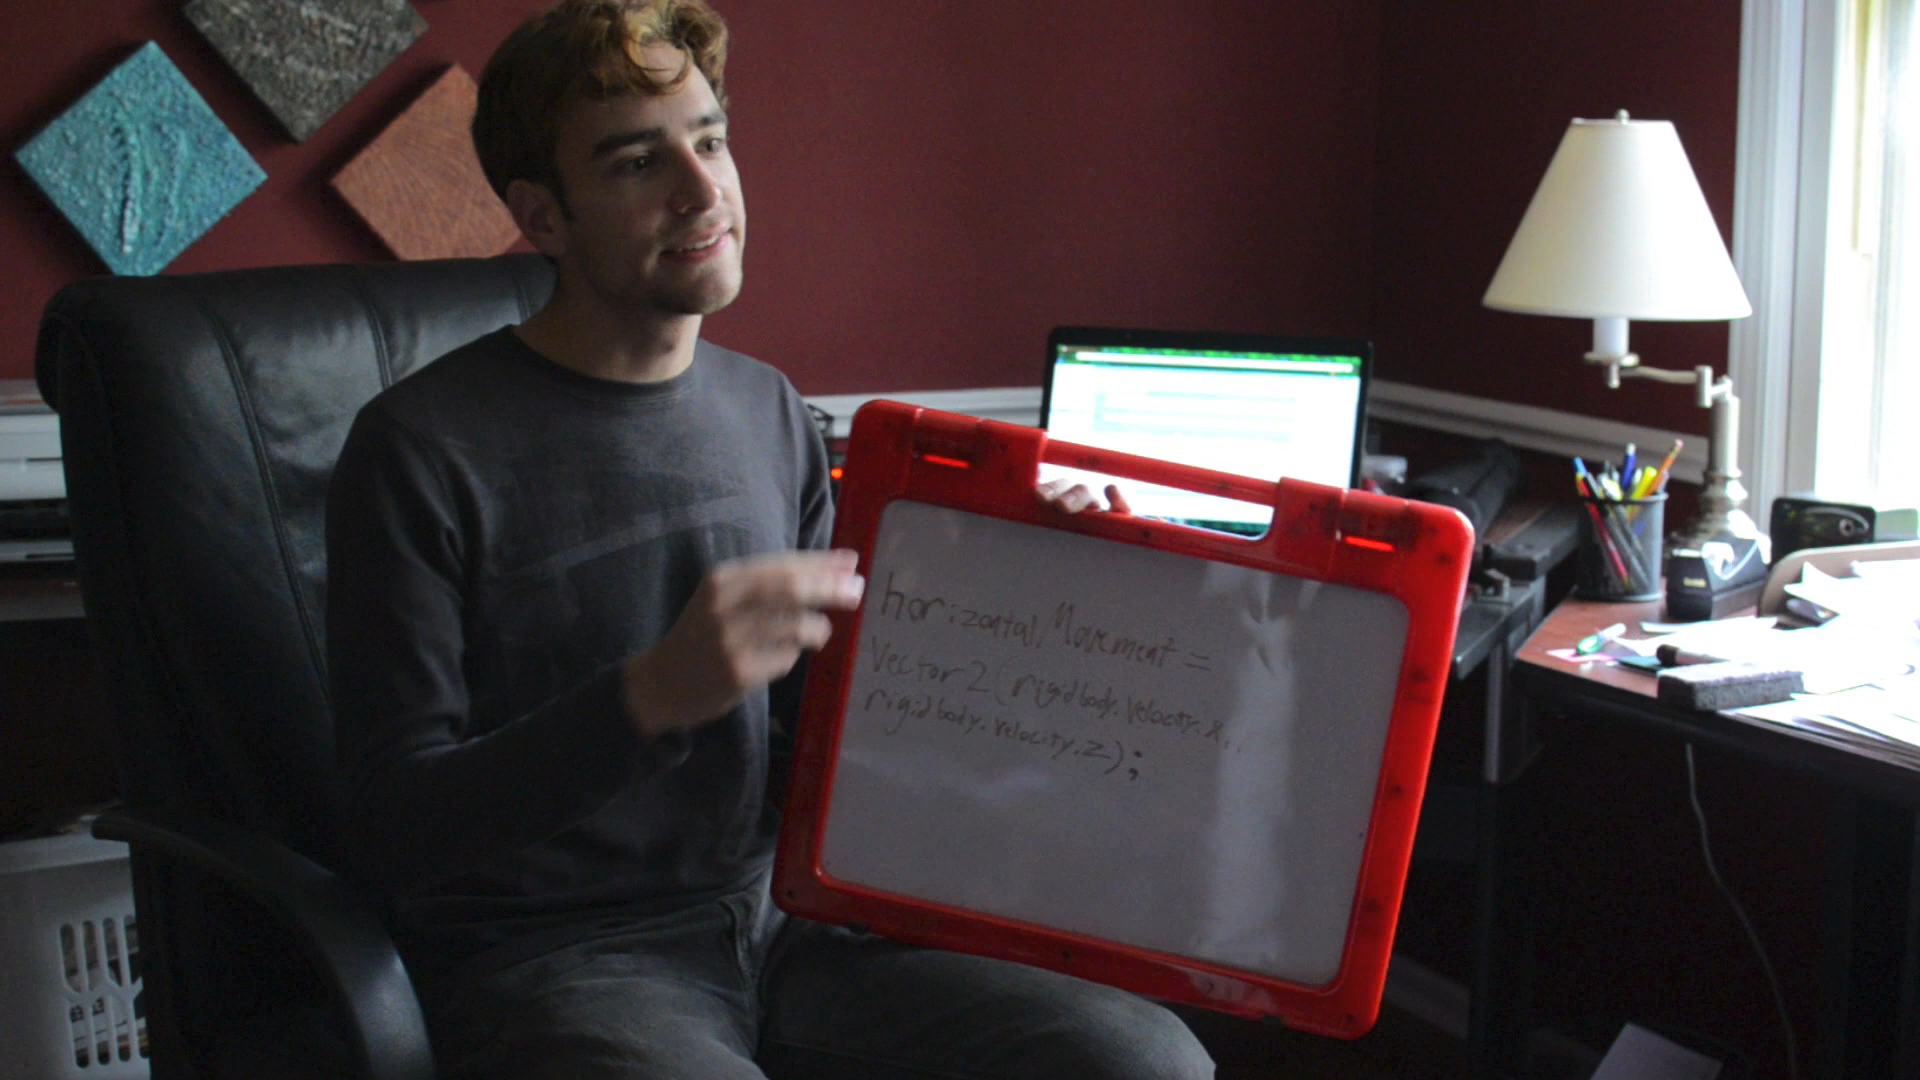 horizontalMovement =
Vector2(rigidbody.velocity.x,
rigidbody.velocity.z);